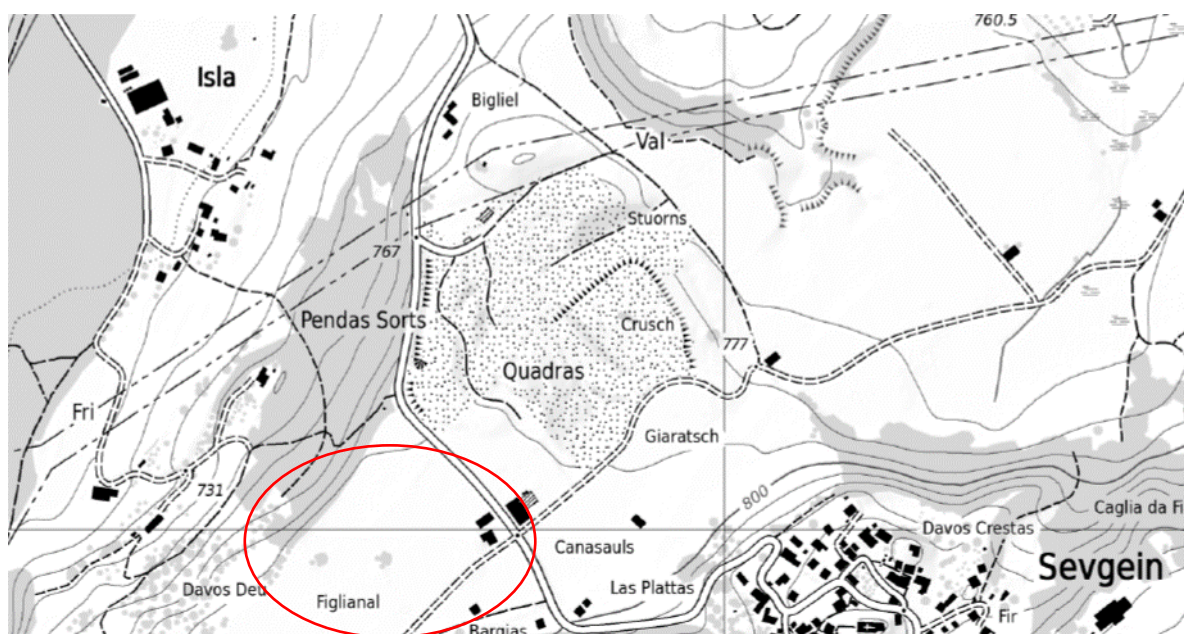 760.5
Isla
Bigliel
Val
Stuorns
767
Pendas Sorts
Crusch
777
Quadras
Fri
Giaratsch
731
800
Caglia da Fi
Davos Crestas
Canasauls
Sevgein
Davos Deu
Las Plattas
Figlianal
Fir
Bargias